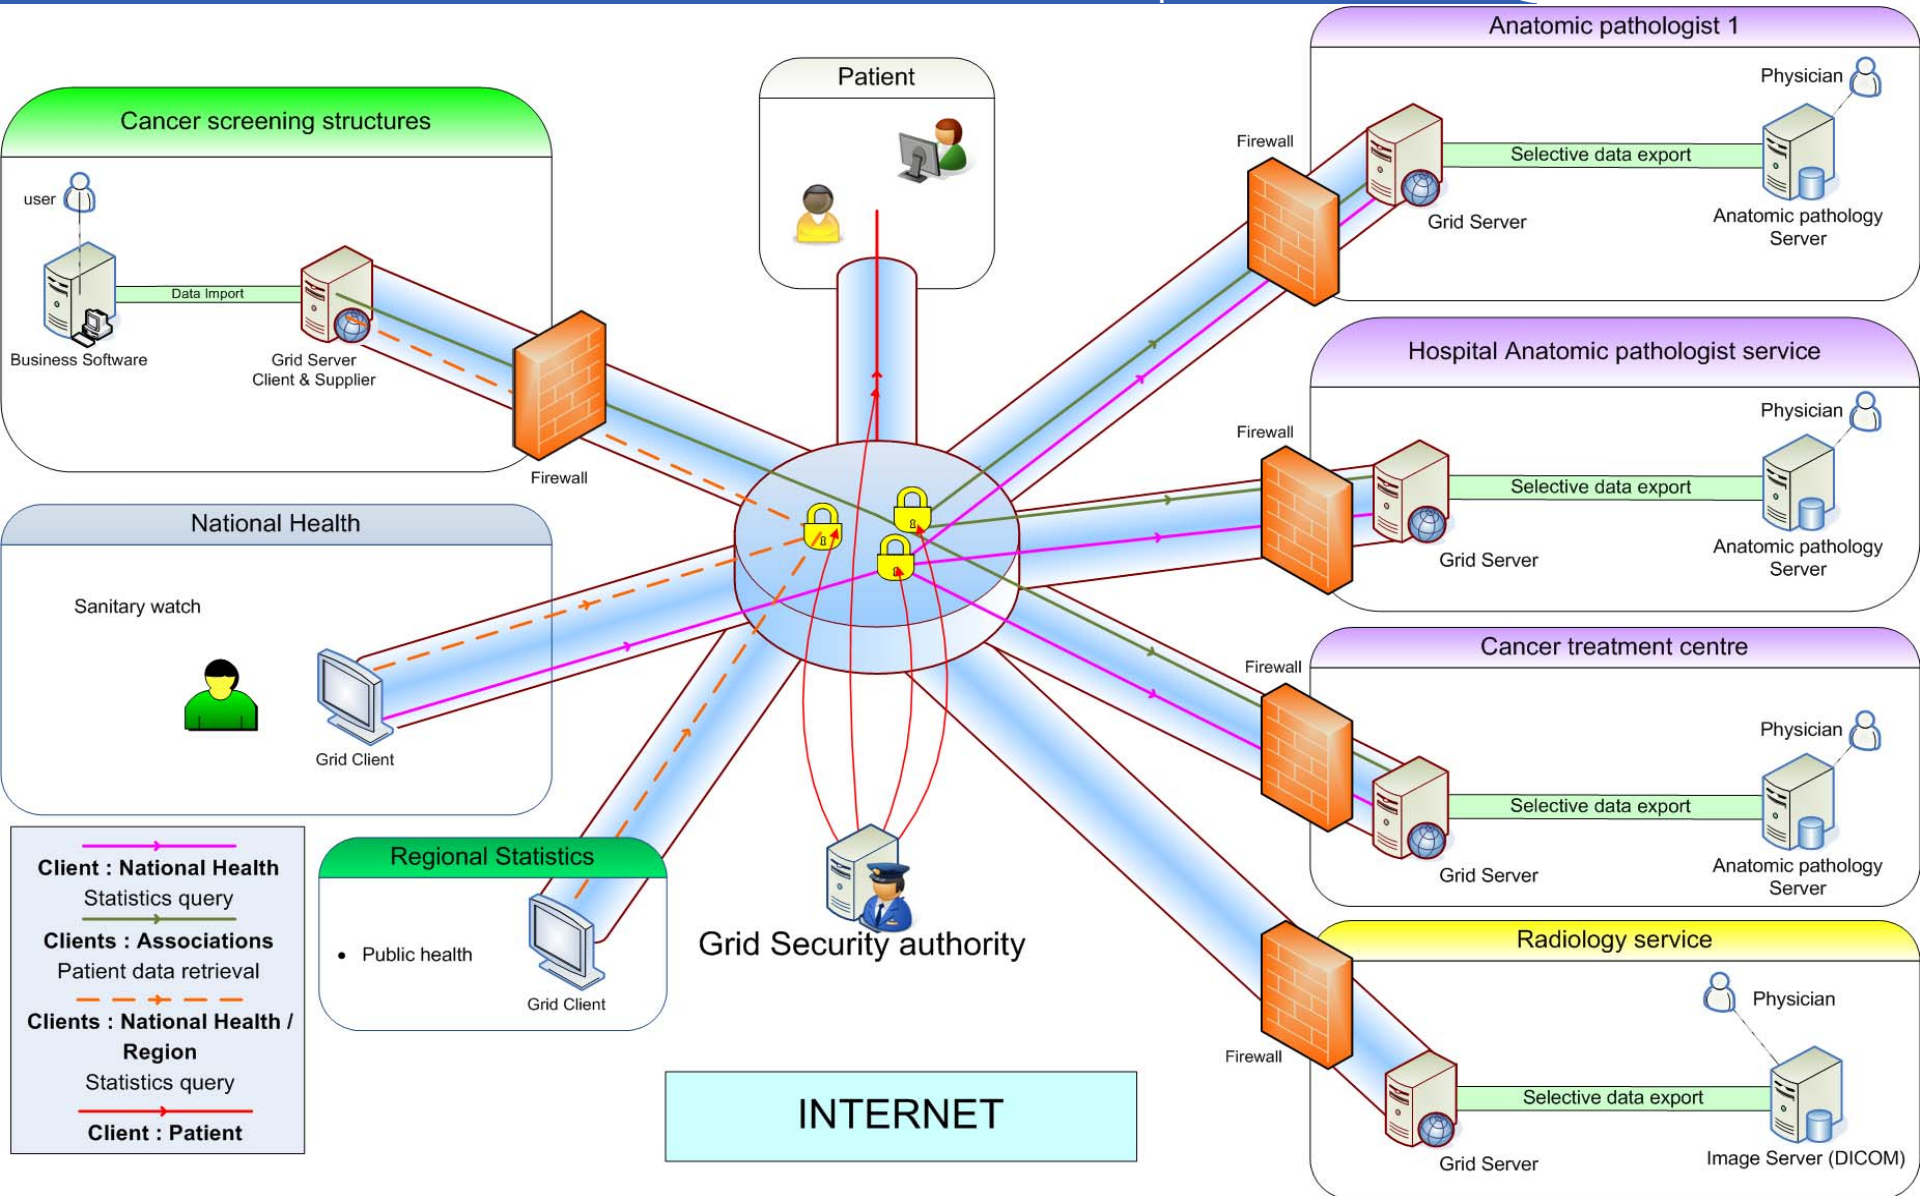 Cancer screening structures
user
Data Import
Business Software
Grid Server
Client & Supplier
Firewall
Patient
Anatomic pathologist 1
Physician
Firewall
Selective data export
Grid Server
Anatomic pathology
Server
Hospital Anatomic pathologist service
Physician
Firewall
Selective data export
Grid Server
Anatomic pathology
Server
National Health
Sanitary watch
Grid Client
Cancer treatment centre
Firewall
Physician
Selective data export
Grid Server
Anatomic pathology
Server
Client : National Health
Statistics query
Clients : Associations
Patient data retrieval
Clients : National Health /
Region
Statistics query
Client : Patient
Regional Statistics
• Public health
Grid Client
Grid Security authority
INTERNET
Radiology service
Physician
Firewall
Selective data export
Grid Server
Image Server (DICOM)